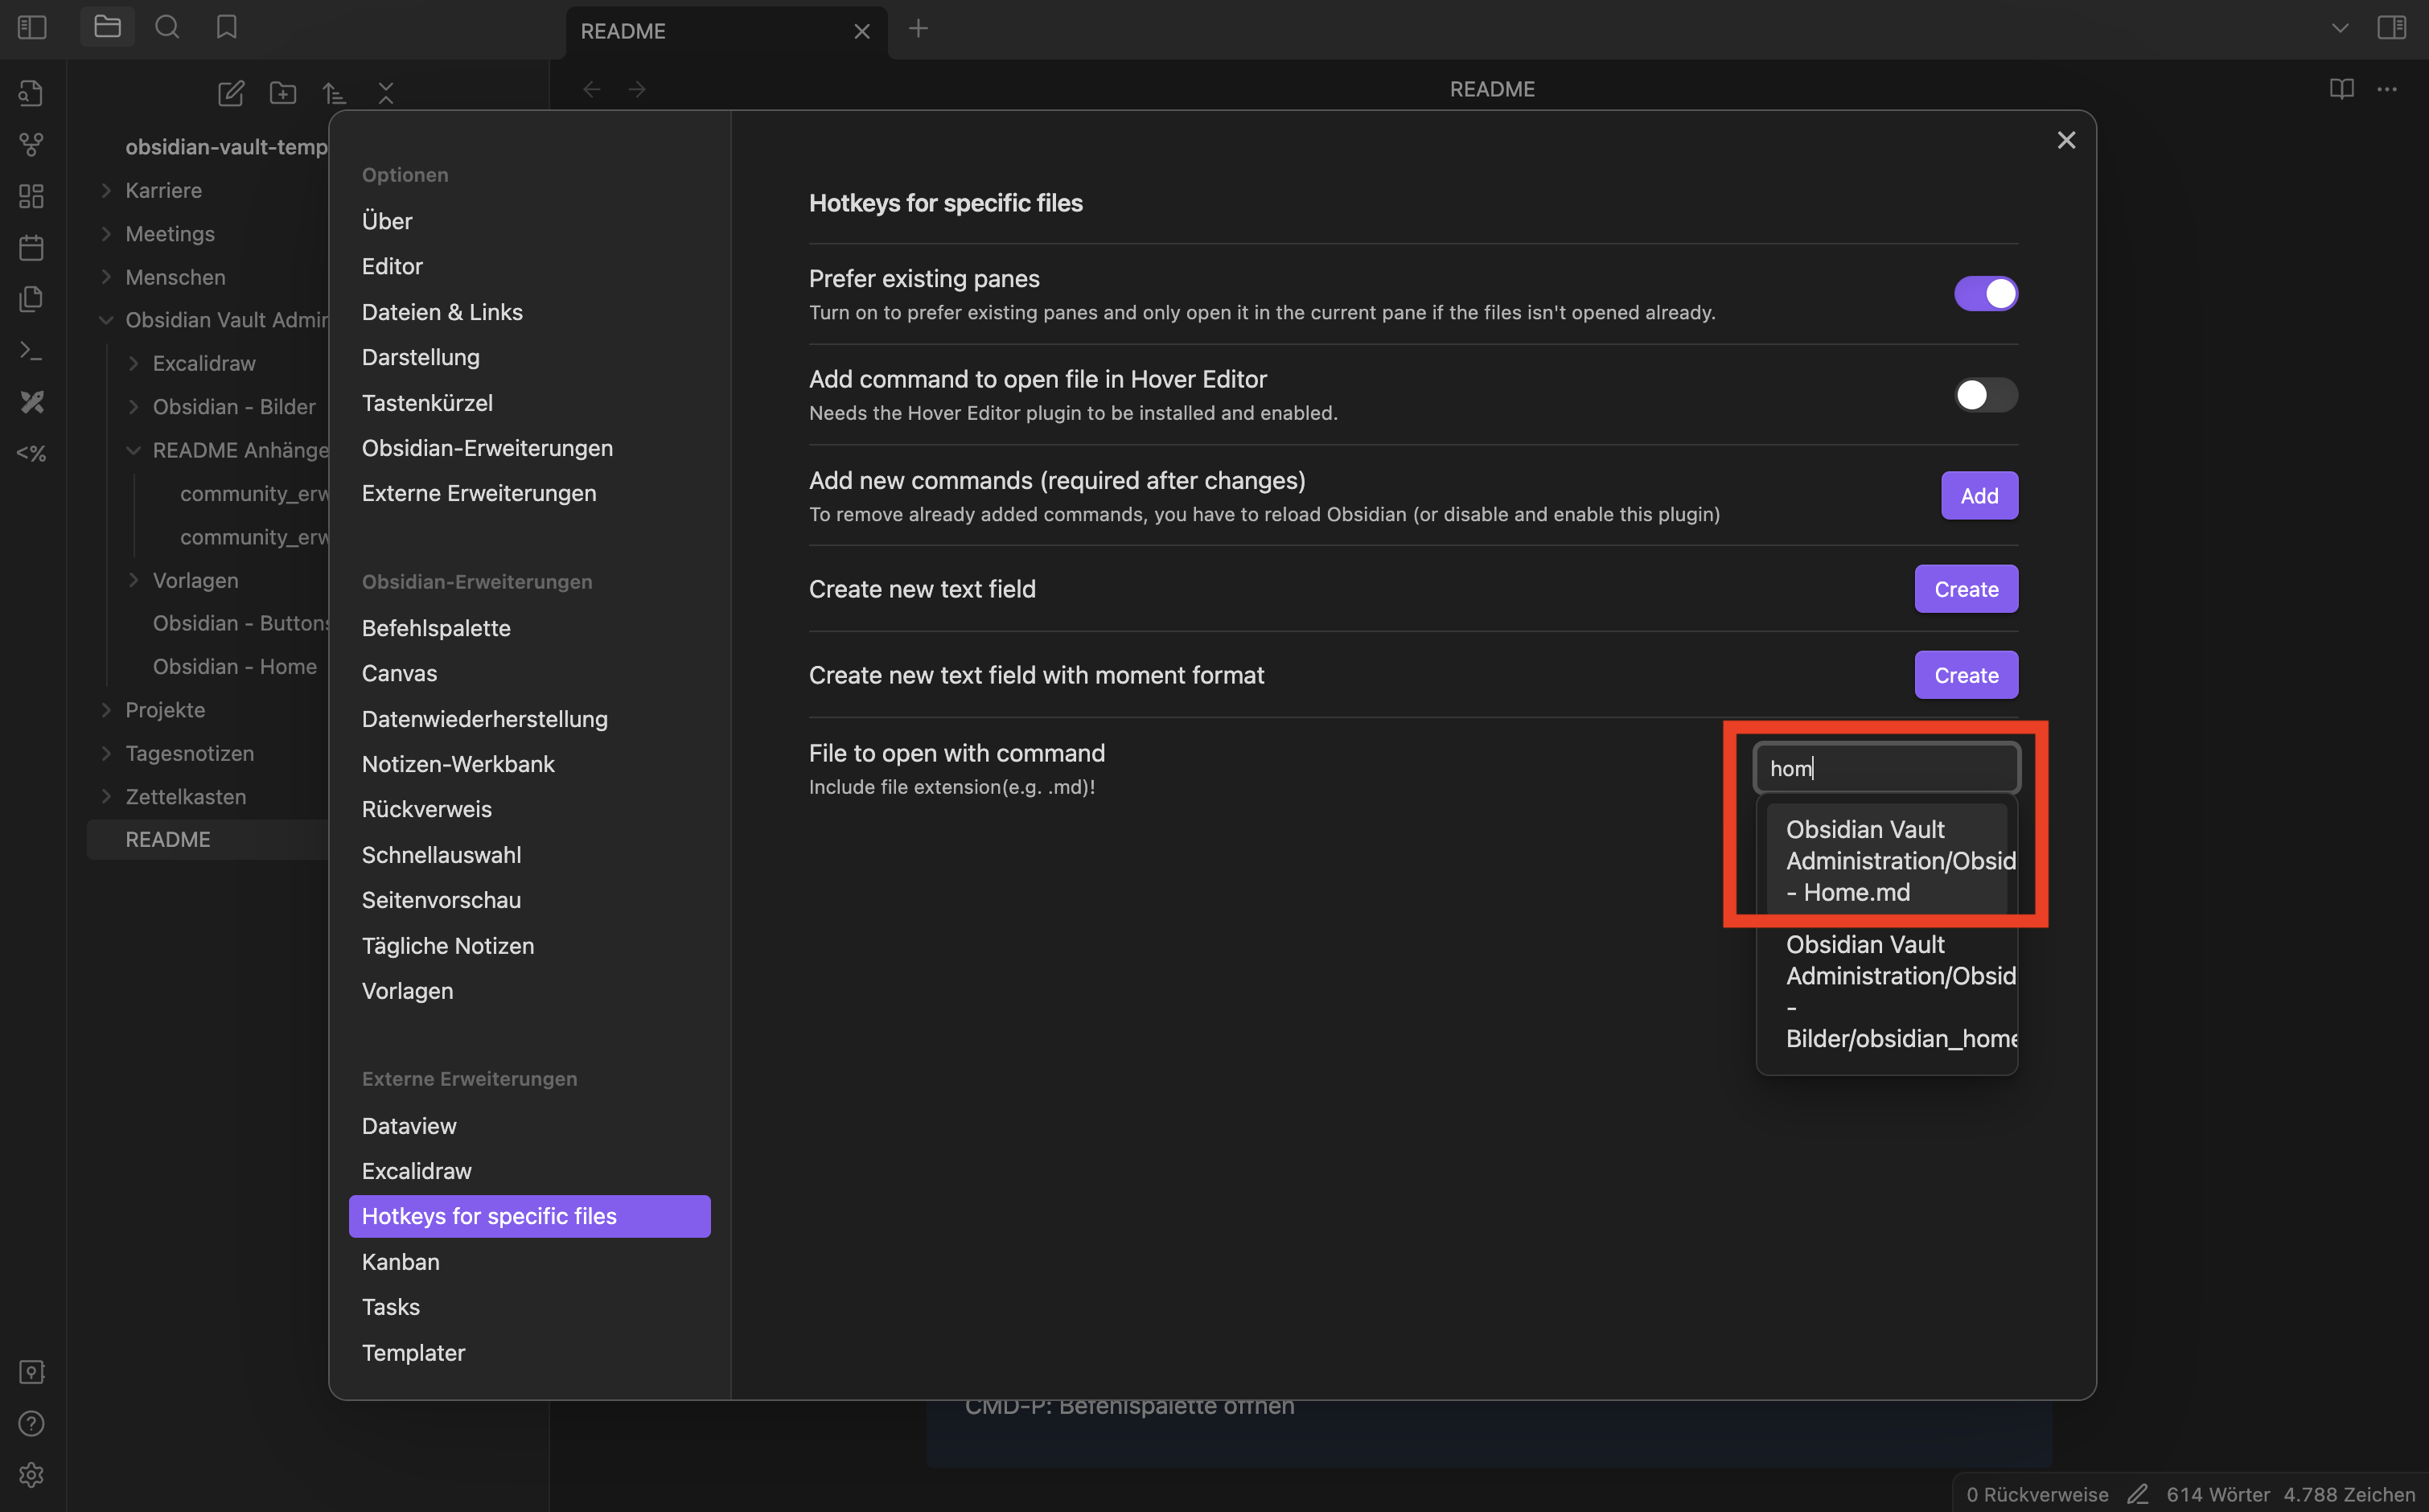 README
README
obsidian-vault-temp
Karriere
Meetings
Menschen
Obsidian Vault Admin
Excalidraw
Obsidian - Bilder
README Anhänge
community_erw
community_erw
Vorlagen
Obsidian - Buttons
Obsidian - Home
Projekte
Tagesnotizen
Zettelkasten
README
<%
Optionen
Über
Editor
Dateien & Links
Darstellung
Tastenkürzel
Obsidian-Erweiterungen
Externe Erweiterungen
Obsidian-Erweiterungen
Befehlspalette
Canvas
Datenwiederherstellung
Notizen-Werkbank
Rückverweis
Schnellauswahl
Seitenvorschau
Tägliche Notizen
Vorlagen
Externe Erweiterungen
Dataview
Excalidraw
Hotkeys for specific files
Kanban
Tasks
Templater
Hotkeys for specific files
Prefer existing panes
Turn on to prefer existing panes and only open it in the current pane if the files isn't opened already.
Add command to open file in Hover Editor
Needs the Hover Editor plugin to be installed and enabled.
Add new commands (required after changes)
To remove already added commands, you have to reload Obsidian (or disable and enable this plugin)
Add
Create new text field
Create
Create new text field with moment format
Create
File to open with command
Include file extension(e.g. .md)!
hom
Obsidian Vault
Administration/Obsid
- Home.md
Obsidian Vault
Administration/Obsid
-
Bilder/obsidian_home
CMD-P: Befehlspalette öffnen
0 Rückverweise
614 Wörter
4.788 Zeichen